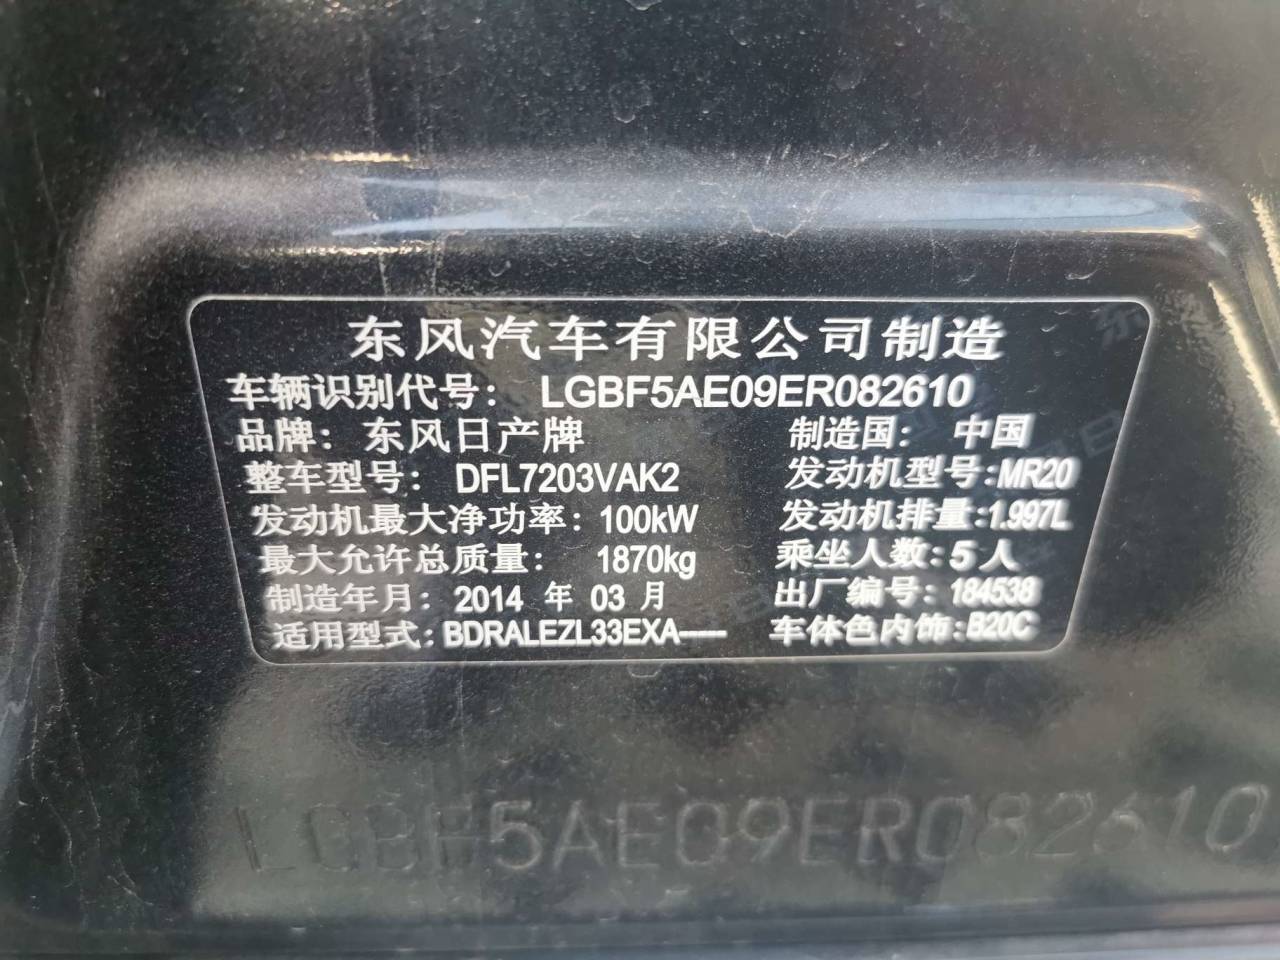 东风汽车有限公司制造
车辆识别代号： LGBF5AE09ER082610
品牌： 东风日产牌 制造国： 中国
整车型号： DFL7203VAK2 发动机型号:MR20
发动机最大净功率：100kW 发动机排量:1.997L
最大允许总质量： 1870kg 乘坐人数:5人
制造年月: 2014 年 03 月 出厂编号: 184538
适用型式:BDRALEZL33EXA----- 车体色内饰:B20C
LGBF5AE09ER082610